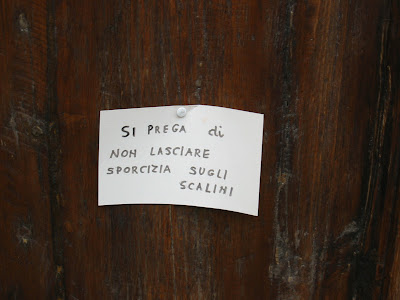 SI PREGA di
NON LASCIARE
SPORCIZIA SUGLI
SCALINI